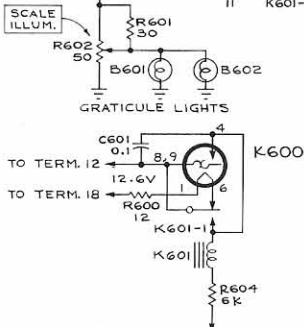 11 K601-
SCALE
ILLUM.
R601
30
R602
50
B601
B602
GRATICULE LIGHTS
4
C601
0.1
K600
TO TERM. 12
8,9
12.6V
1
6
TO TERM. 18
R600
12
K601-1
K601
R604
6K